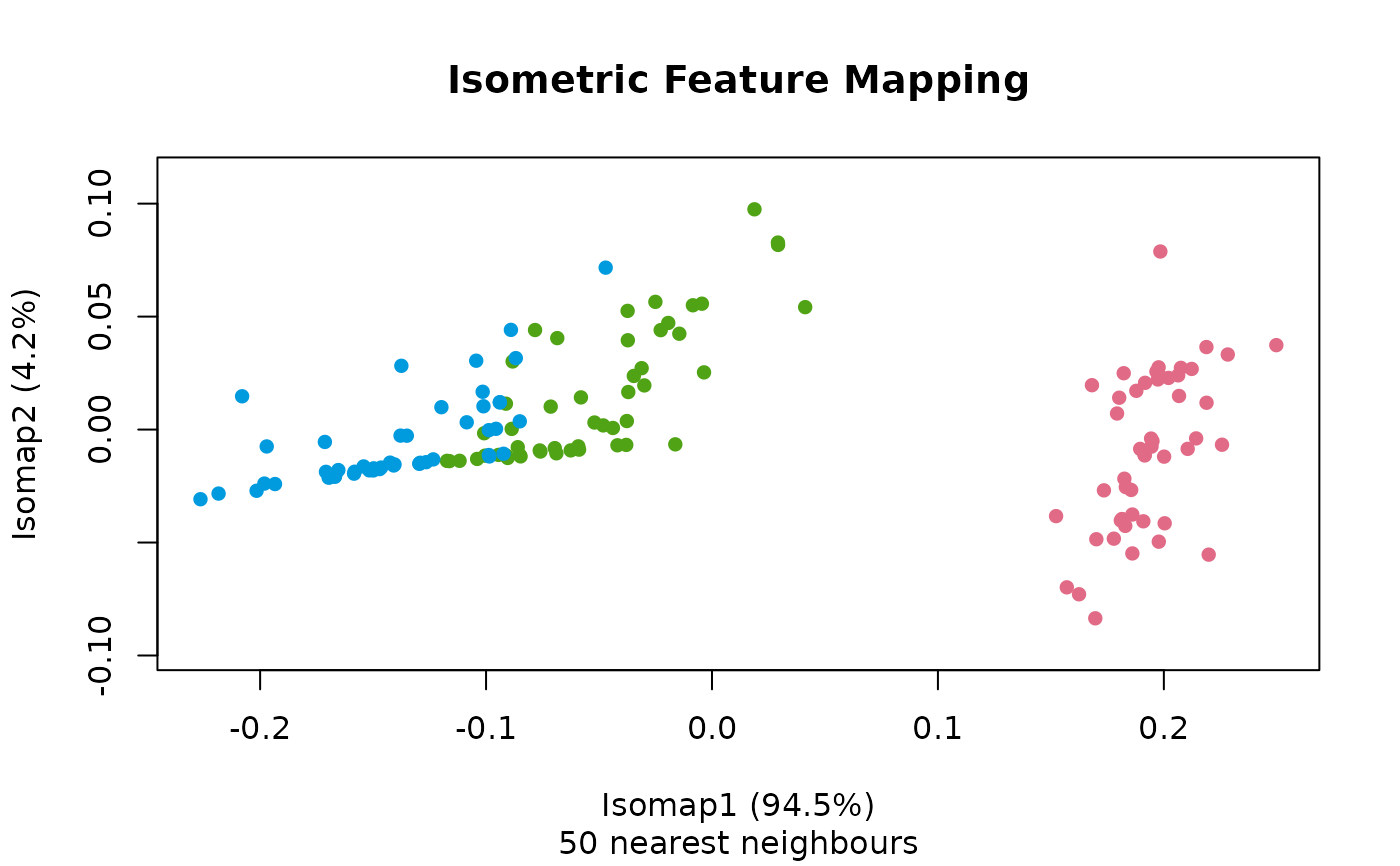 Isometric Feature Mapping
Isomap2 (4.2%)
0.10
0.05
0.00
-0.10
-0.2 -0.1 0.0 0.1 0.2
Isomap1 (94.5%)
50 nearest neighbours